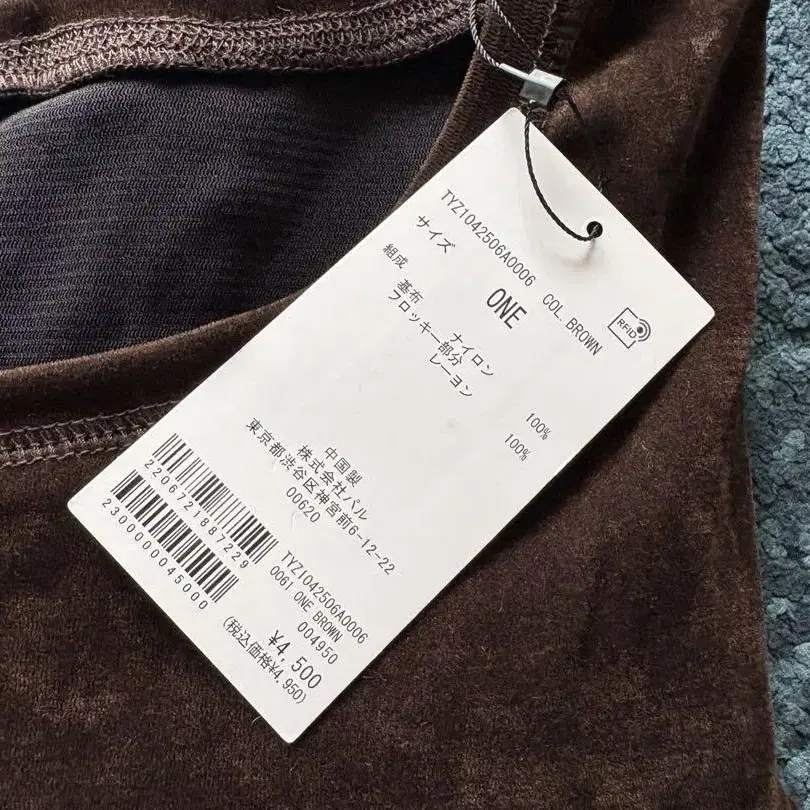 TYZ1042506A0006 COL. BROWN
サイズ ONE
RFID
組成
基布 ナイロン 100%
フロッキー部分
レーヨン 100%
中国製
株式会社パル
東京都渋谷区神宮前6-12-22
00620
2206721887229
2300000045000
TYZ1042506A0006
0061 ONE BROWN
004950
¥4,500
(税込価格¥4,950)